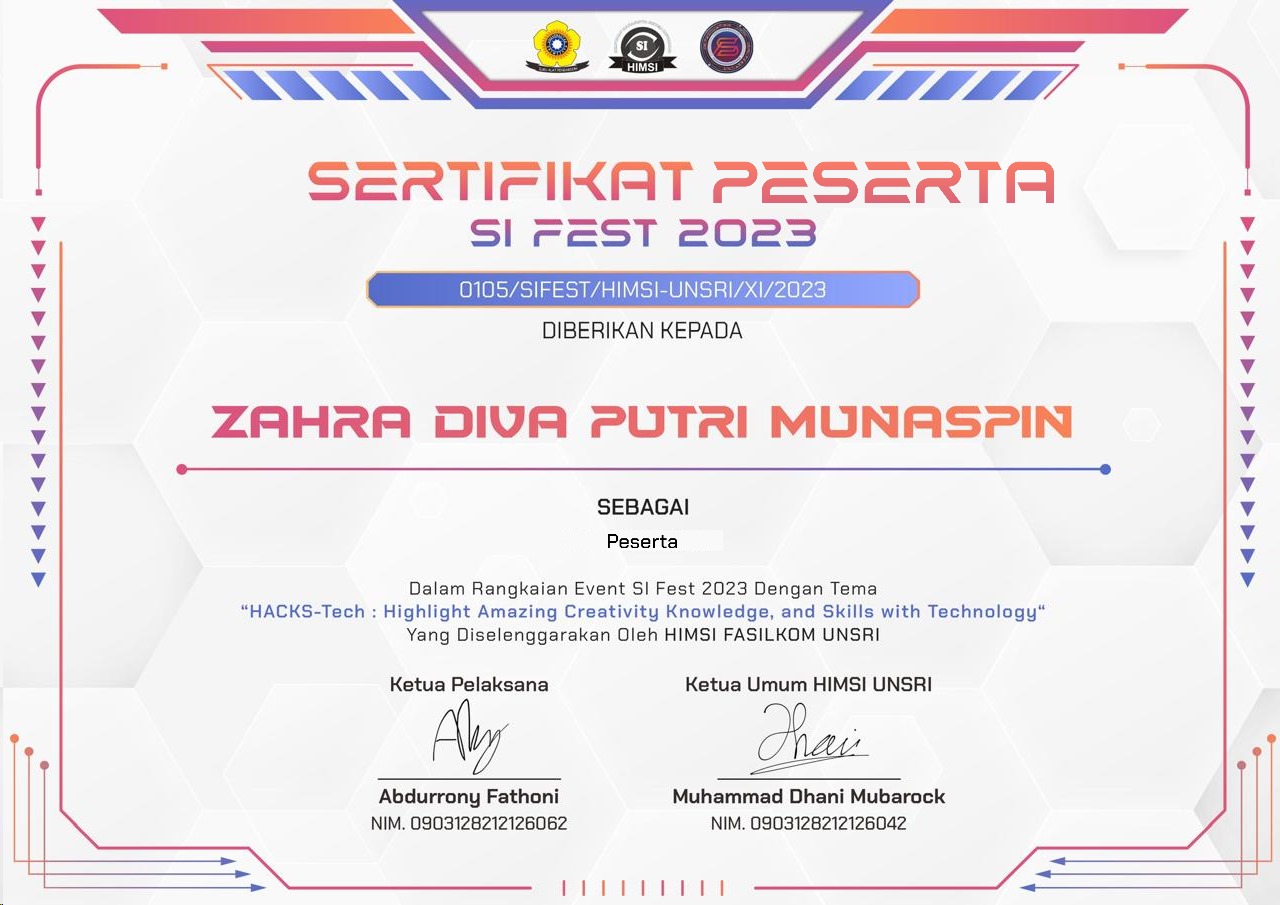 SI
HIMSI
SERTIFIKAT PESERTA
SI FEST 2023
0105/SIFEST/HIMSI-UNSRI/XI/2023
DIBERIKAN KEPADA
ZAHRA DIVA PUTRI MUNASPIN
SEBAGAI
Peserta
Dalam Rangkaian Event SI Fest 2023 Dengan Tema
“HACKS-Tech : Highlight Amazing Creativity Knowledge, and Skills with Technology“
Yang Diselenggarakan Oleh HIMSI FASILKOM UNSRI
Ketua Pelaksana
Ketua Umum HIMSI UNSRI
Abdurrony Fathoni
Muhammad Dhani Mubarock
NIM. 0903128212126062
NIM. 0903128212126042